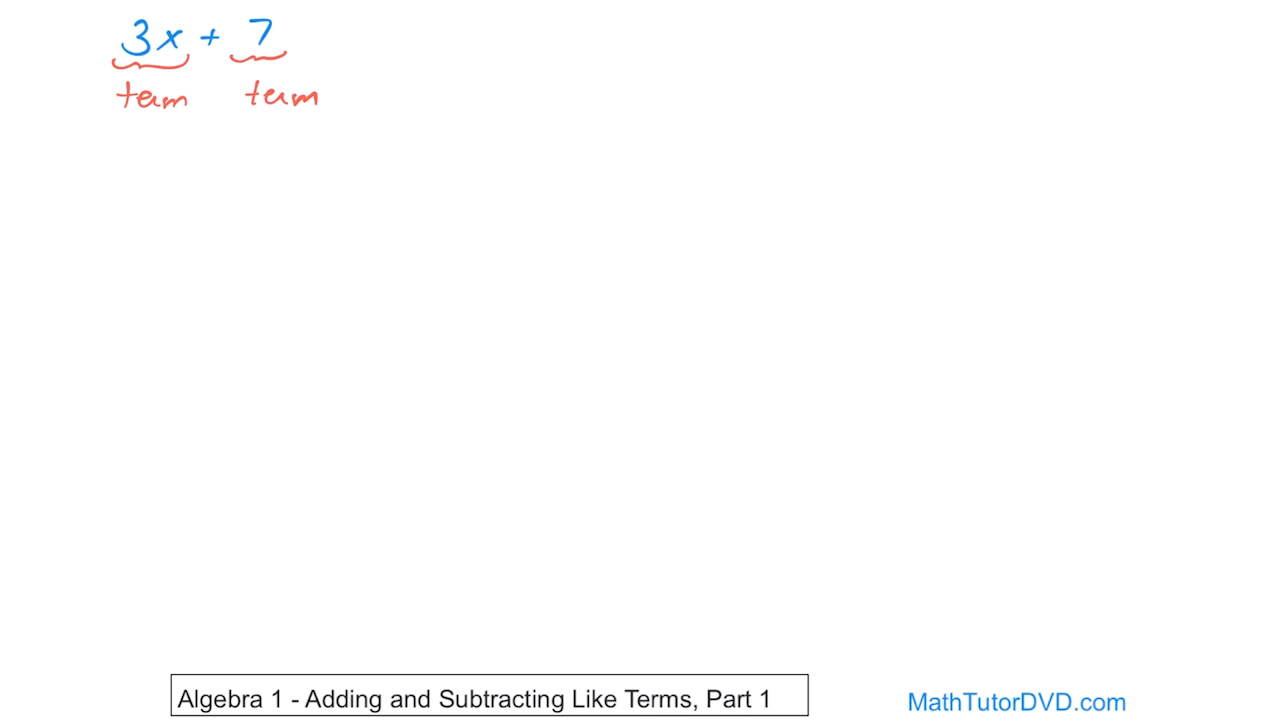 3x + 7
term term
Algebra 1 - Adding and Subtracting Like Terms, Part 1
MathTutorDVD.com